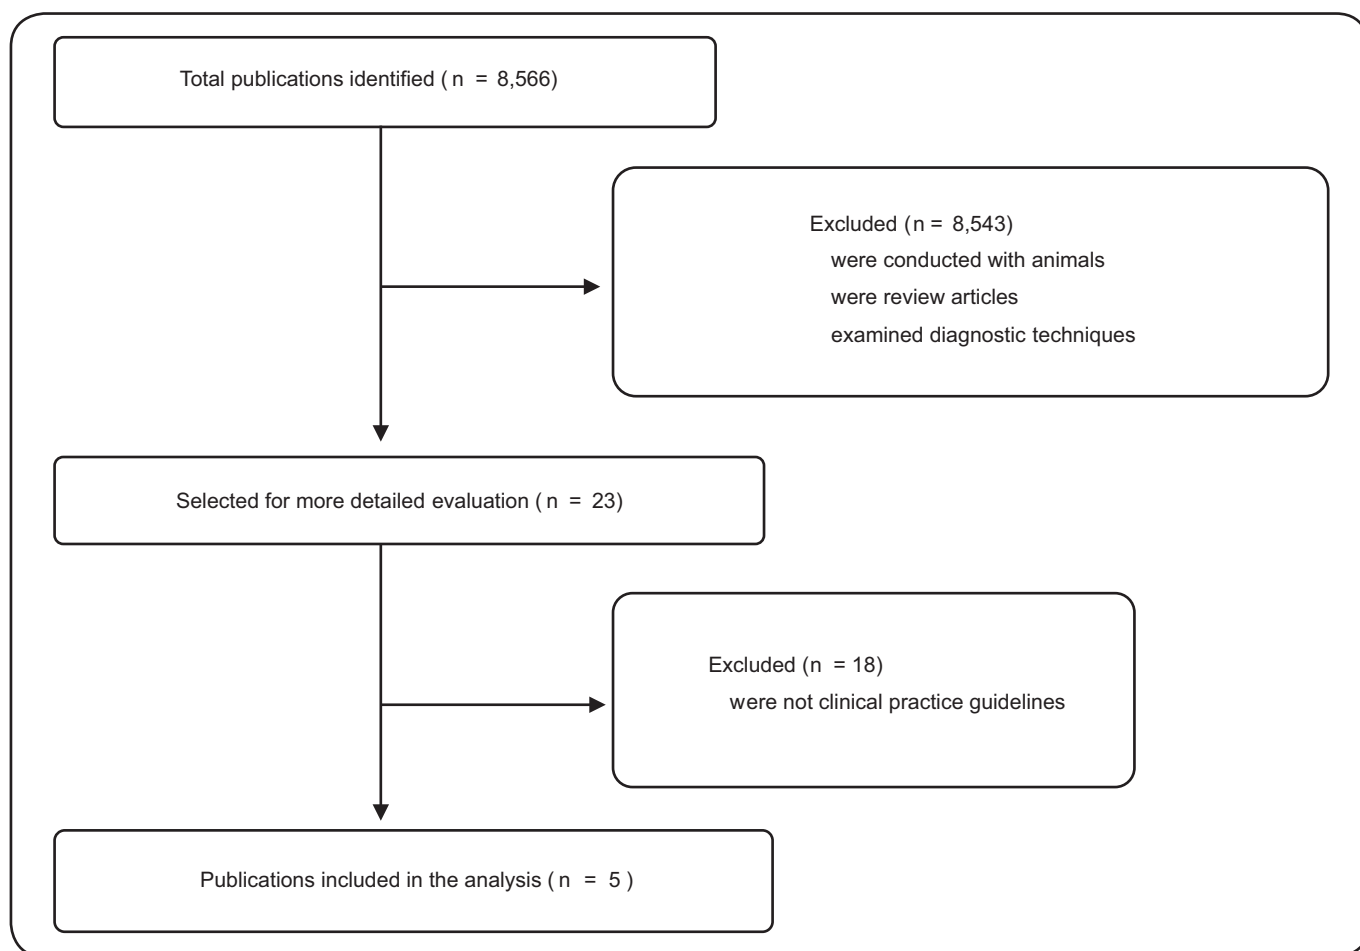 Total publications identified ( n = 8,566)
Excluded (n = 8,543)
were conducted with animals
were review articles
examined diagnostic techniques
Selected for more detailed evaluation ( n = 23)
Excluded (n = 18)
were not clinical practice guidelines
Publications included in the analysis ( n = 5 )